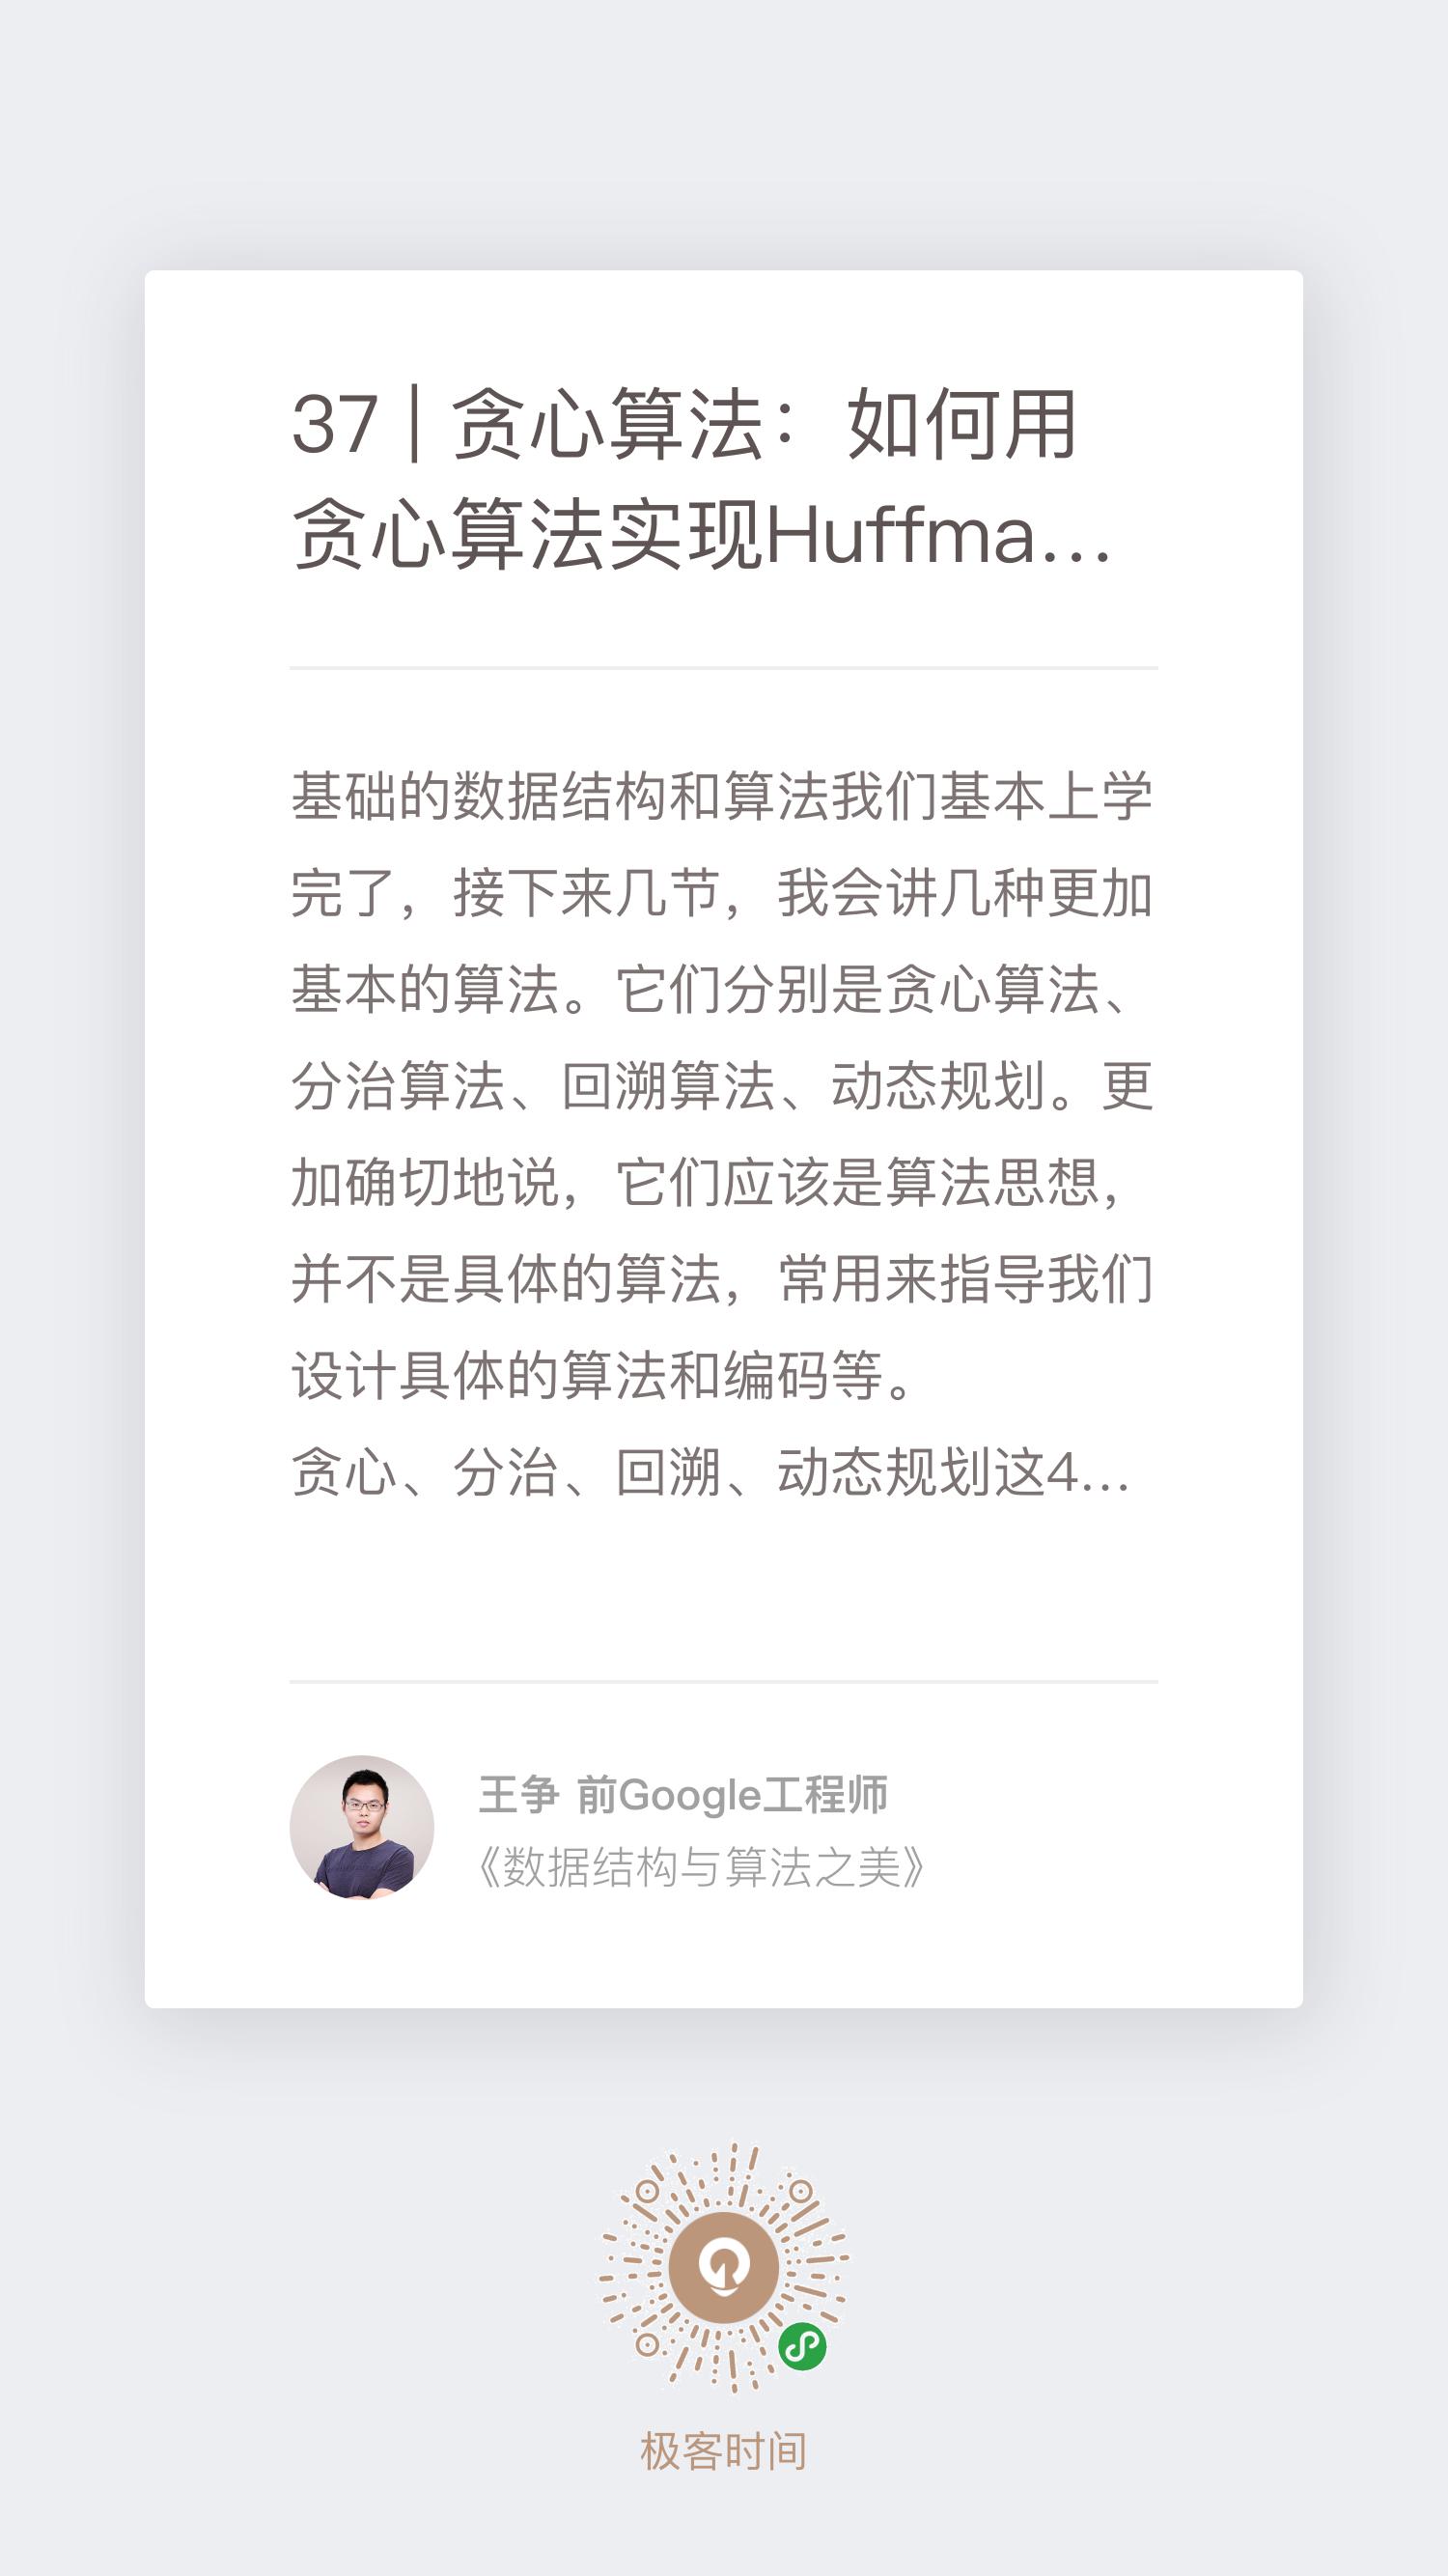 37 | 贪心算法：如何用
贪心算法实现Huffma...
基础的数据结构和算法我们基本上学
完了，接下来几节，我会讲几种更加
基本的算法。它们分别是贪心算法、
分治算法、回溯算法、动态规划。更
加确切地说，它们应该是算法思想，
并不是具体的算法，常用来指导我们
设计具体的算法和编码等。
贪心、分治、回溯、动态规划这4...
王争 前Google工程师
《数据结构与算法之美》
极客时间